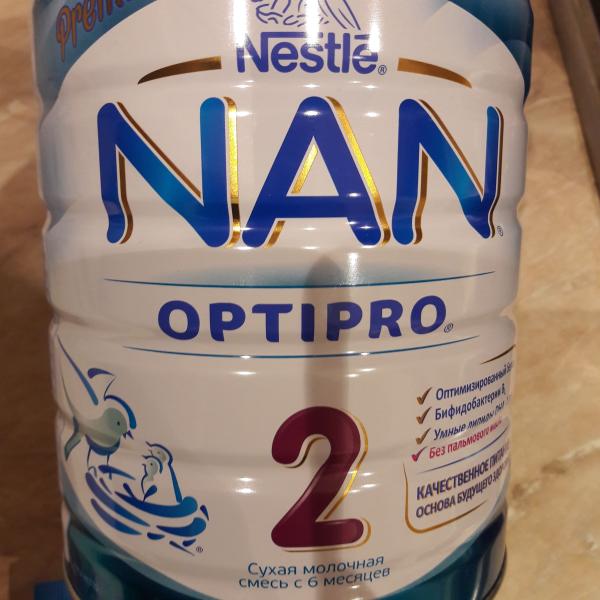 Nestlé®
NAN®
OPTIPRO®
Оптимизированный
Бифидобактерии
Умные липиды
Без пальмового
КАЧЕСТВЕННОЕ
ОСНОВА БУДУЩЕГО
2
Сухая молочная
смесь с 6 месяцев